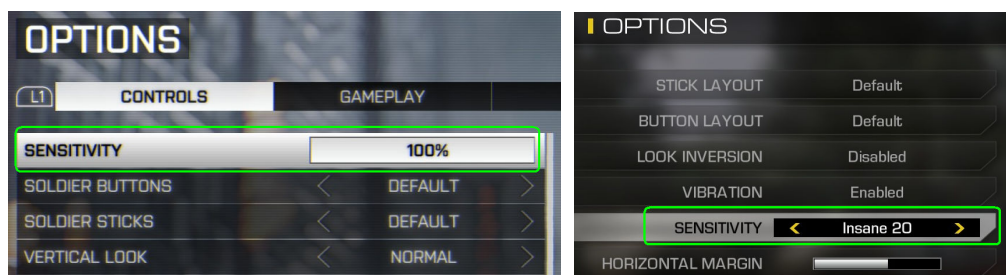 OPTIONS
L1 CONTROLS GAMEPLAY
SENSITIVITY 100%
SOLDIER BUTTONS DEFAULT
SOLDIER STICKS DEFAULT
VERTICAL LOOK NORMAL
OPTIONS
STICK LAYOUT Default
BUTTON LAYOUT Default
LOOK INVERSION Disabled
VIBRATION Enabled
SENSITIVITY Insane 20
HORIZONTAL MARGIN